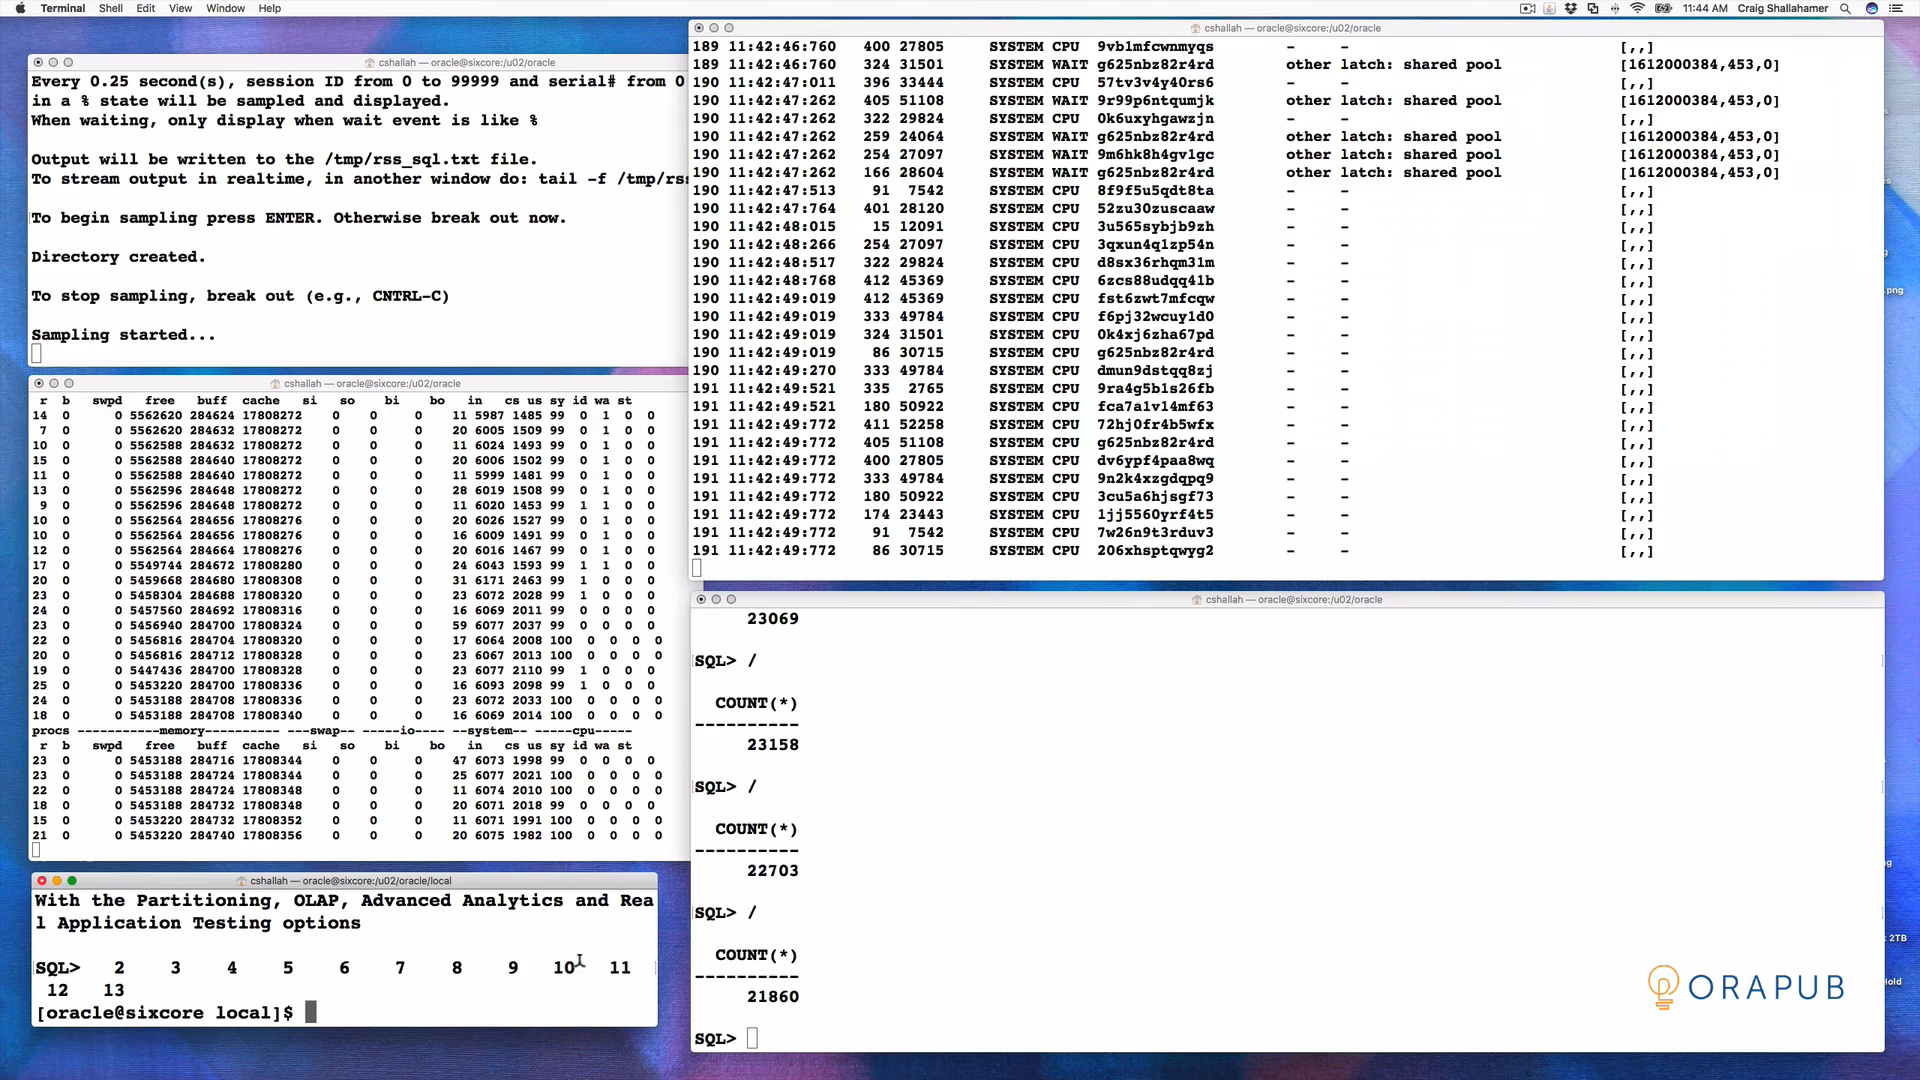 Terminal Shell Edit View Window Help 11:44 AM Craig Shallahamer
cshallah — oracle@sixcore:/u02/oracle
Every 0.25 second(s), session ID from 0 to 99999 and serial# from 0
in a % state will be sampled and displayed.
When waiting, only display when wait event is like %
Output will be written to the /tmp/rss_sql.txt file.
To stream output in realtime, in another window do: tail -f /tmp/rss
To begin sampling press ENTER. Otherwise break out now.
Directory created.
To stop sampling, break out (e.g., CNTRL-C)
Sampling started...
cshallah — oracle@sixcore:/u02/oracle
r b swpd free buff cache si so bi bo in cs us sy id wa st
14 0 0 5562620 284624 17808272 0 0 0 11 5987 1485 99 0 1 0 0
7 0 0 5562620 284632 17808272 0 0 0 20 6005 1509 99 0 1 0 0
10 0 0 5562588 284632 17808272 0 0 0 11 6024 1493 99 0 1 0 0
15 0 0 5562588 284640 17808272 0 0 0 20 6006 1502 99 0 1 0 0
11 0 0 5562588 284640 17808272 0 0 0 11 5999 1481 99 0 1 0 0
13 0 0 5562596 284648 17808272 0 0 0 28 6019 1508 99 0 1 0 0
9 0 0 5562596 284648 17808272 0 0 0 11 6020 1453 99 1 1 0 0
10 0 0 5562564 284656 17808276 0 0 0 20 6026 1527 99 0 1 0 0
10 0 0 5562564 284656 17808276 0 0 0 16 6009 1491 99 0 1 0 0
12 0 0 5562564 284664 17808276 0 0 0 20 6016 1467 99 0 1 0 0
17 0 0 5549744 284672 17808280 0 0 0 24 6043 1593 99 1 1 0 0
20 0 0 5459668 284680 17808308 0 0 0 31 6171 2463 99 1 0 0 0
23 0 0 5458304 284688 17808320 0 0 0 23 6072 2028 99 1 0 0 0
24 0 0 5457560 284692 17808316 0 0 0 16 6069 2011 99 0 0 0 0
23 0 0 5456940 284700 17808324 0 0 0 59 6077 2037 99 0 0 0 0
22 0 0 5456816 284704 17808320 0 0 0 17 6064 2008 100 0 0 0 0
20 0 0 5456816 284712 17808328 0 0 0 23 6067 2013 100 0 0 0 0
19 0 0 5447436 284700 17808328 0 0 0 23 6077 2110 99 1 0 0 0
25 0 0 5453220 284700 17808336 0 0 0 16 6093 2098 99 1 0 0 0
24 0 0 5453188 284708 17808336 0 0 0 23 6072 2033 100 0 0 0 0
18 0 0 5453188 284708 17808340 0 0 0 16 6069 2014 100 0 0 0 0
procs -----------memory---------- ---swap-- -----io---- --system-- -----cpu-----
r b swpd free buff cache si so bi bo in cs us sy id wa st
23 0 0 5453188 284716 17808344 0 0 0 47 6073 1998 99 0 0 0 0
23 0 0 5453188 284724 17808344 0 0 0 25 6077 2021 100 0 0 0 0
22 0 0 5453188 284724 17808348 0 0 0 11 6074 2010 100 0 0 0 0
18 0 0 5453188 284732 17808348 0 0 0 20 6071 2018 99 0 0 0 0
15 0 0 5453220 284732 17808352 0 0 0 11 6071 1991 100 0 0 0 0
21 0 0 5453220 284740 17808356 0 0 0 20 6075 1982 100 0 0 0 0
cshallah — oracle@sixcore:/u02/oracle/local
With the Partitioning, OLAP, Advanced Analytics and Rea
l Application Testing options
SQL> 2 3 4 5 6 7 8 9 10 11
12 13
[oracle@sixcore local]$
cshallah — oracle@sixcore:/u02/oracle
189 11:42:46:760 400 27805 SYSTEM CPU 9vb1mfcwnmyqs - - [,,]
189 11:42:46:760 324 31501 SYSTEM WAIT g625nbz82r4rd other latch: shared pool [1612000384,453,0]
190 11:42:47:011 396 33444 SYSTEM CPU 57tv3v4y40rs6 - - [,,]
190 11:42:47:262 405 51108 SYSTEM WAIT 9r99p6ntqumjk other latch: shared pool [1612000384,453,0]
190 11:42:47:262 322 29824 SYSTEM CPU 0k6uxyhgawzjn - - [,,]
190 11:42:47:262 259 24064 SYSTEM WAIT g625nbz82r4rd other latch: shared pool [1612000384,453,0]
190 11:42:47:262 254 27097 SYSTEM WAIT 9m6hk8h4gv1gc other latch: shared pool [1612000384,453,0]
190 11:42:47:262 166 28604 SYSTEM WAIT g625nbz82r4rd other latch: shared pool [1612000384,453,0]
190 11:42:47:513 91 7542 SYSTEM CPU 8f9f5u5qdt8ta - - [,,]
190 11:42:47:764 401 28120 SYSTEM CPU 52zu30zuscaaw - - [,,]
190 11:42:48:015 15 12091 SYSTEM CPU 3u565sybjb9zh - - [,,]
190 11:42:48:266 254 27097 SYSTEM CPU 3qxun4q1zp54n - - [,,]
190 11:42:48:517 322 29824 SYSTEM CPU d8sx36rhqm31m - - [,,]
190 11:42:48:768 412 45369 SYSTEM CPU 6zcs88udqq41b - - [,,]
190 11:42:49:019 412 45369 SYSTEM CPU fst6zwt7mfcqw - - [,,]
190 11:42:49:019 333 49784 SYSTEM CPU f6pj32wcuy1d0 - - [,,]
190 11:42:49:019 324 31501 SYSTEM CPU 0k4xj6zha67pd - - [,,]
190 11:42:49:019 86 30715 SYSTEM CPU g625nbz82r4rd - - [,,]
190 11:42:49:270 333 49784 SYSTEM CPU dmun9dstqq8zj - - [,,]
191 11:42:49:521 335 2765 SYSTEM CPU 9ra4g5b1s26fb - - [,,]
191 11:42:49:521 180 50922 SYSTEM CPU fca7a1v14mf63 - - [,,]
191 11:42:49:772 411 52258 SYSTEM CPU 72hj0fr4b5wfx - - [,,]
191 11:42:49:772 405 51108 SYSTEM CPU g625nbz82r4rd - - [,,]
191 11:42:49:772 400 27805 SYSTEM CPU dv6ypf4paa8wq - - [,,]
191 11:42:49:772 333 49784 SYSTEM CPU 9n2k4xzgdqpq9 - - [,,]
191 11:42:49:772 180 50922 SYSTEM CPU 3cu5a6hjsgf73 - - [,,]
191 11:42:49:772 174 23443 SYSTEM CPU 1jj5560yrf4t5 - - [,,]
191 11:42:49:772 91 7542 SYSTEM CPU 7w26n9t3rduv3 - - [,,]
191 11:42:49:772 86 30715 SYSTEM CPU 206xhsptqwyg2 - - [,,]
cshallah — oracle@sixcore:/u02/oracle
23069
SQL> /
COUNT(*)
----------
23158
SQL> /
COUNT(*)
----------
22703
SQL> /
COUNT(*)
----------
21860
SQL>
ORAPUB
.png
2TB